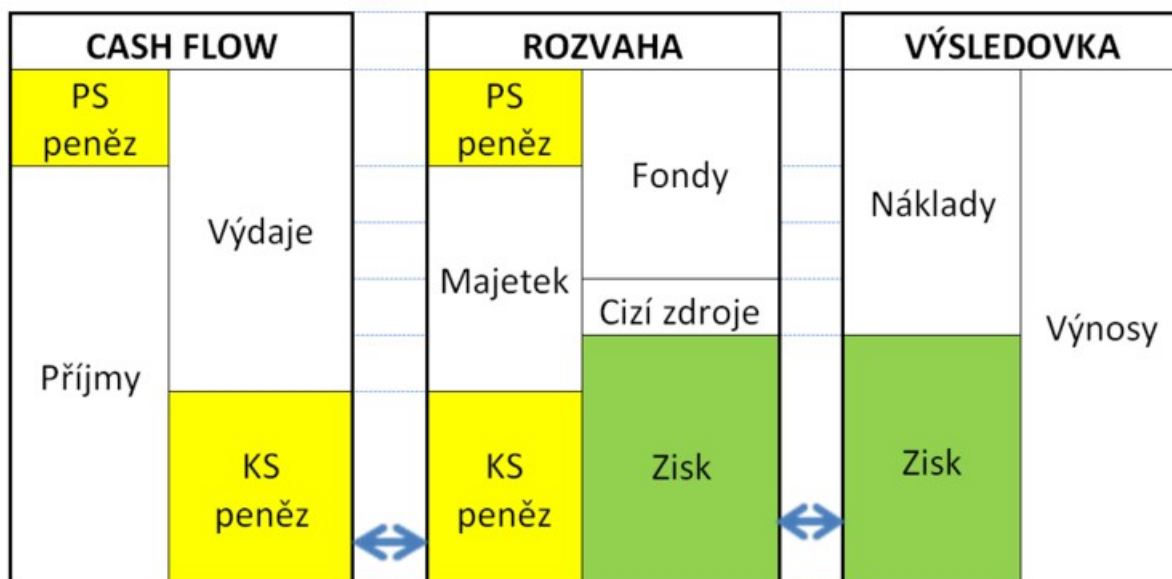 CASH FLOW
PS
peněz
Příjmy
Výdaje
KS
peněz
ROZVAHA
PS
peněz
Majetek
KS
peněz
Fondy
Cizí zdroje
Zisk
VÝSLEDOVKA
Náklady
Zisk
Výnosy